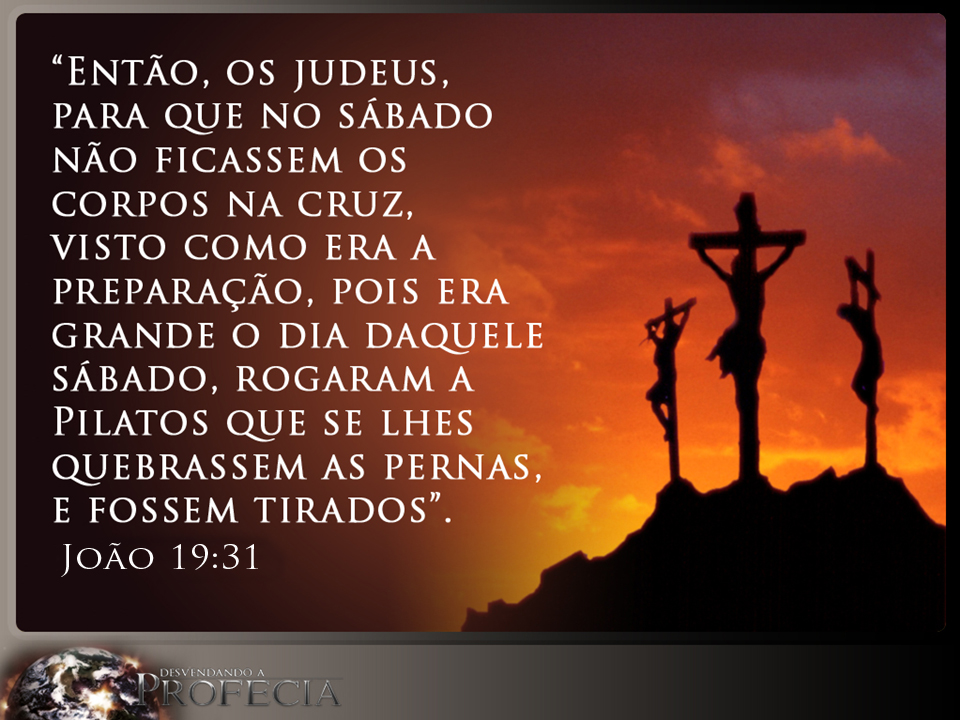 “Então, os judeus,
para que no sábado
não ficassem os
corpos na cruz,
visto como era a
preparação, pois era
grande o dia daquele
sábado, rogaram a
Pilatos que se lhes
quebrassem as pernas,
e fossem tirados”.
João 19:31
DESVENDANDO A
PROFECIA